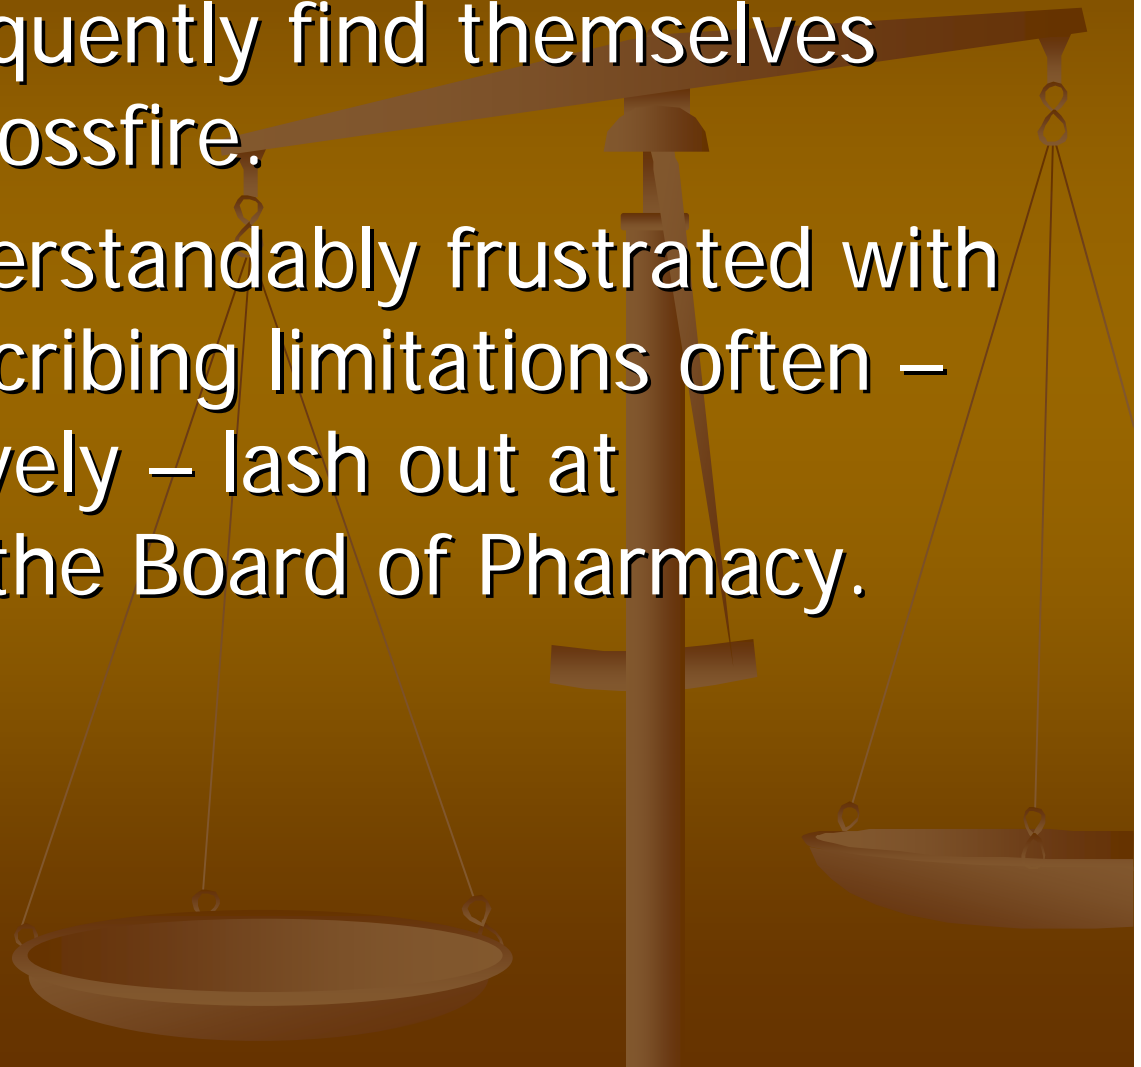 quently find themselves
ossfire.
erstandably frustrated with
cribing limitations often –
vely – lash out at
the Board of Pharmacy.